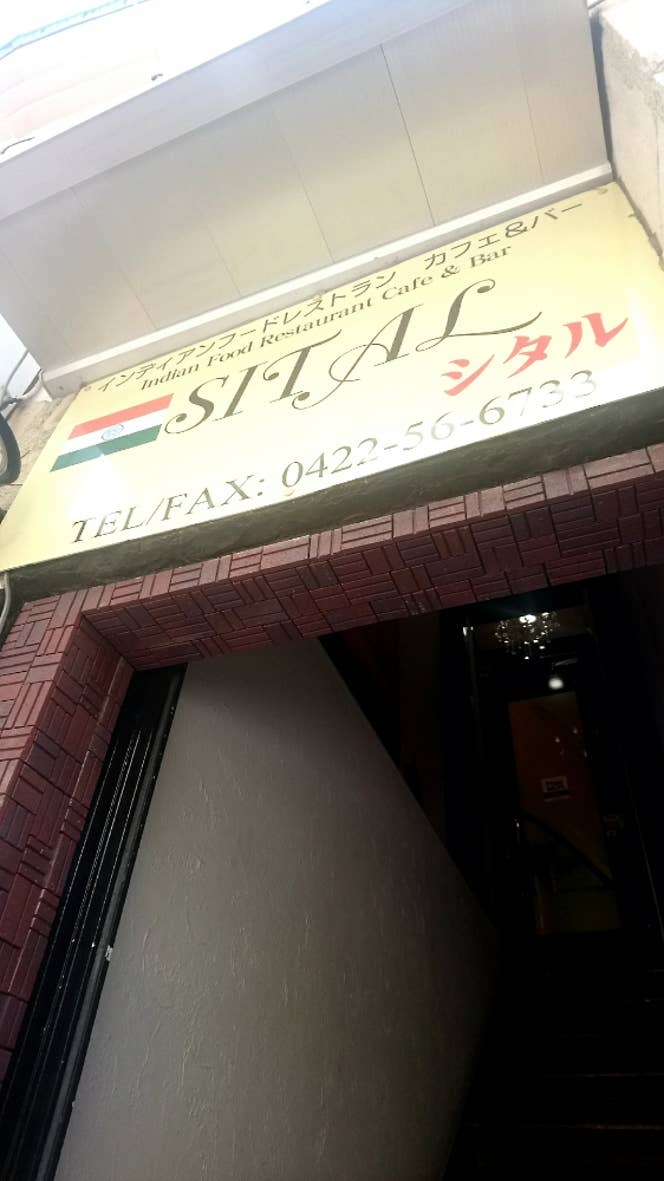 インディアンフードレストラン カフェ&バー
Indian Food Restaurant Cafe & Bar
SITAL
シタル
TEL/FAX: 0422-56-6733